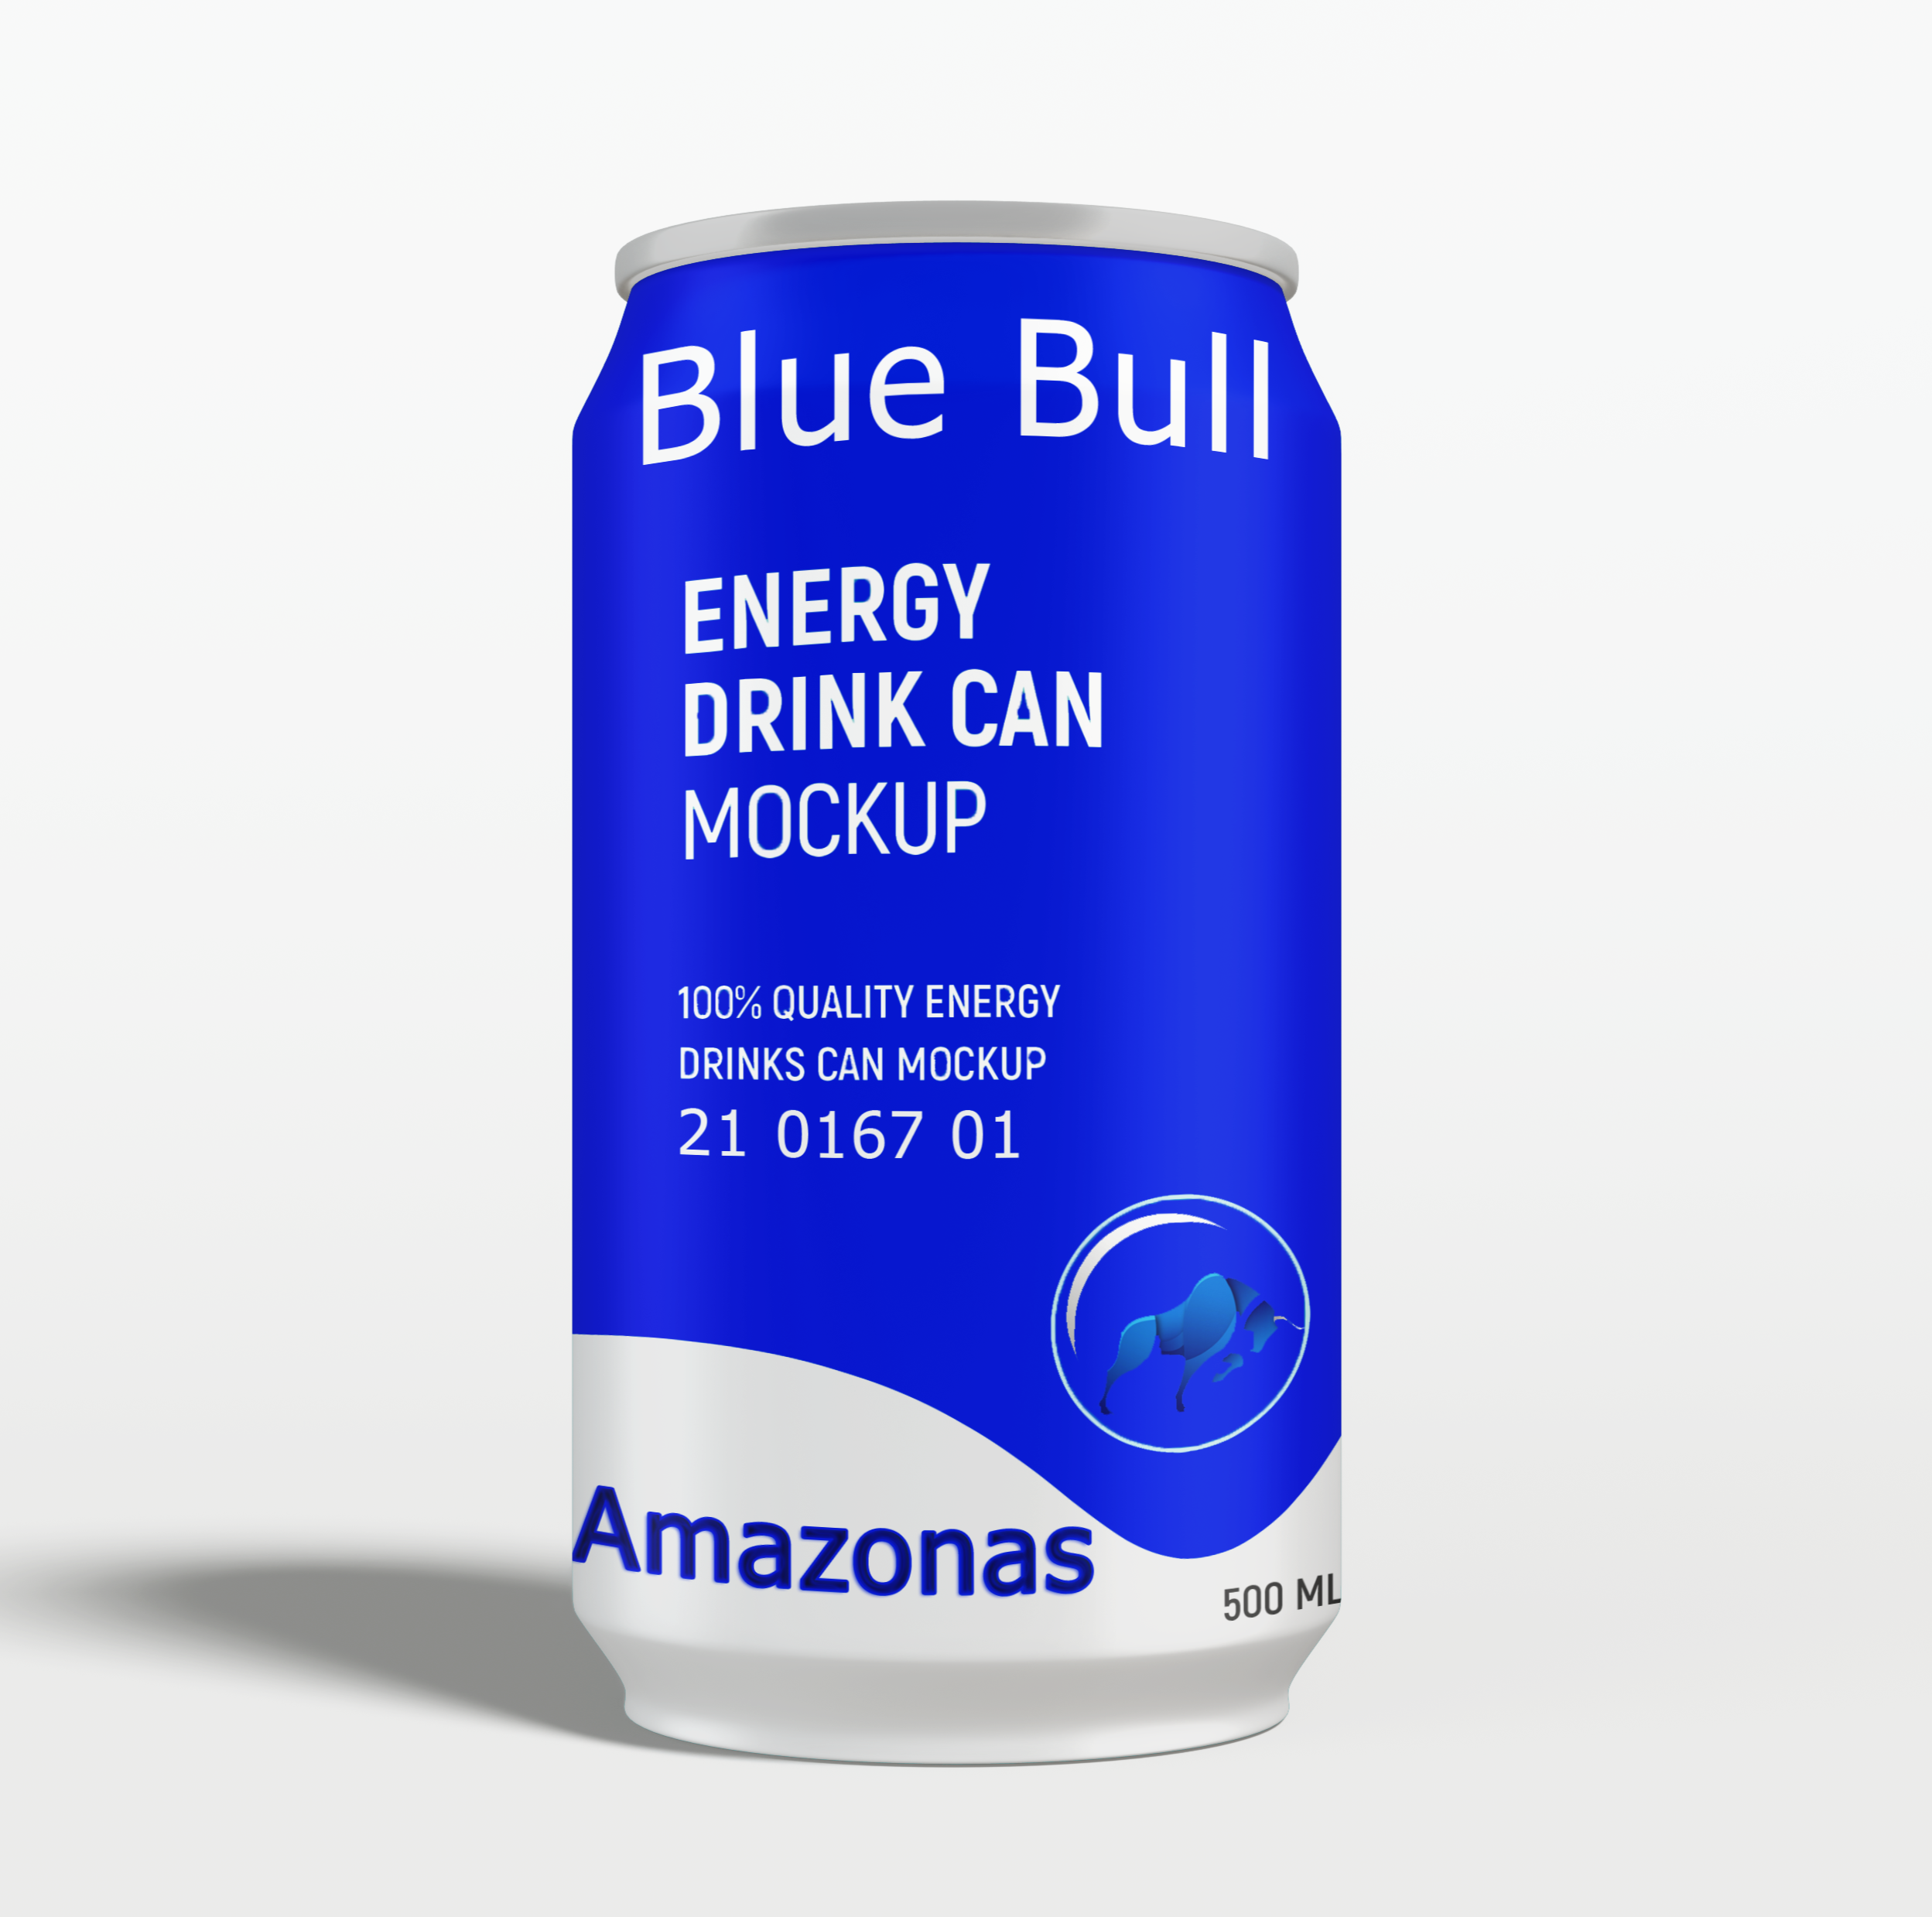 Blue Bull
ENERGY
DRINK CAN
MOCKUP
100% QUALITY ENERGY
DRINKS CAN MOCKUP
21 0167 01
Amazonas
500 ML